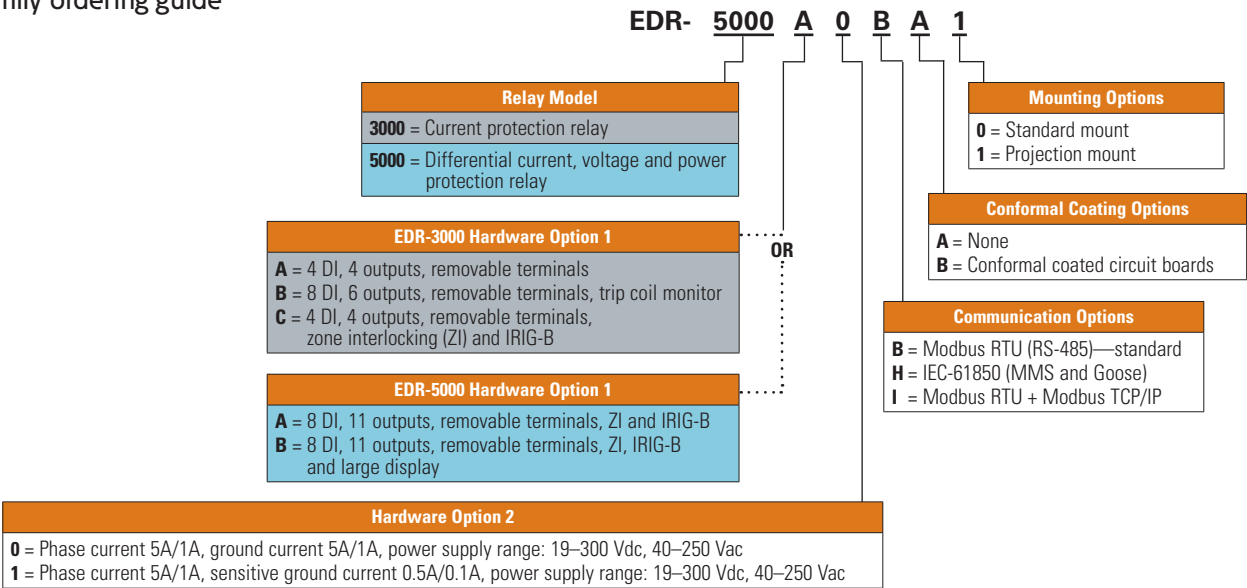 ordering guide
EDR- 5000 A 0 B A 1
Relay Model
3000 = Current protection relay
5000 = Differential current, voltage and power
protection relay
Mounting Options
0 = Standard mount
1 = Projection mount
Conformal Coating Options
A = None
B = Conformal coated circuit boards
EDR-3000 Hardware Option 1
A = 4 DI, 4 outputs, removable terminals
B = 8 DI, 6 outputs, removable terminals, trip coil monitor
C = 4 DI, 4 outputs, removable terminals,
zone interlocking (ZI) and IRIG-B
OR
Communication Options
B = Modbus RTU (RS-485)—standard
H = IEC-61850 (MMS and Goose)
I = Modbus RTU + Modbus TCP/IP
EDR-5000 Hardware Option 1
A = 8 DI, 11 outputs, removable terminals, ZI and IRIG-B
B = 8 DI, 11 outputs, removable terminals, ZI, IRIG-B
and large display
Hardware Option 2
0 = Phase current 5A/1A, ground current 5A/1A, power supply range: 19–300 Vdc, 40–250 Vac
1 = Phase current 5A/1A, sensitive ground current 0.5A/0.1A, power supply range: 19–300 Vdc, 40–250 Vac